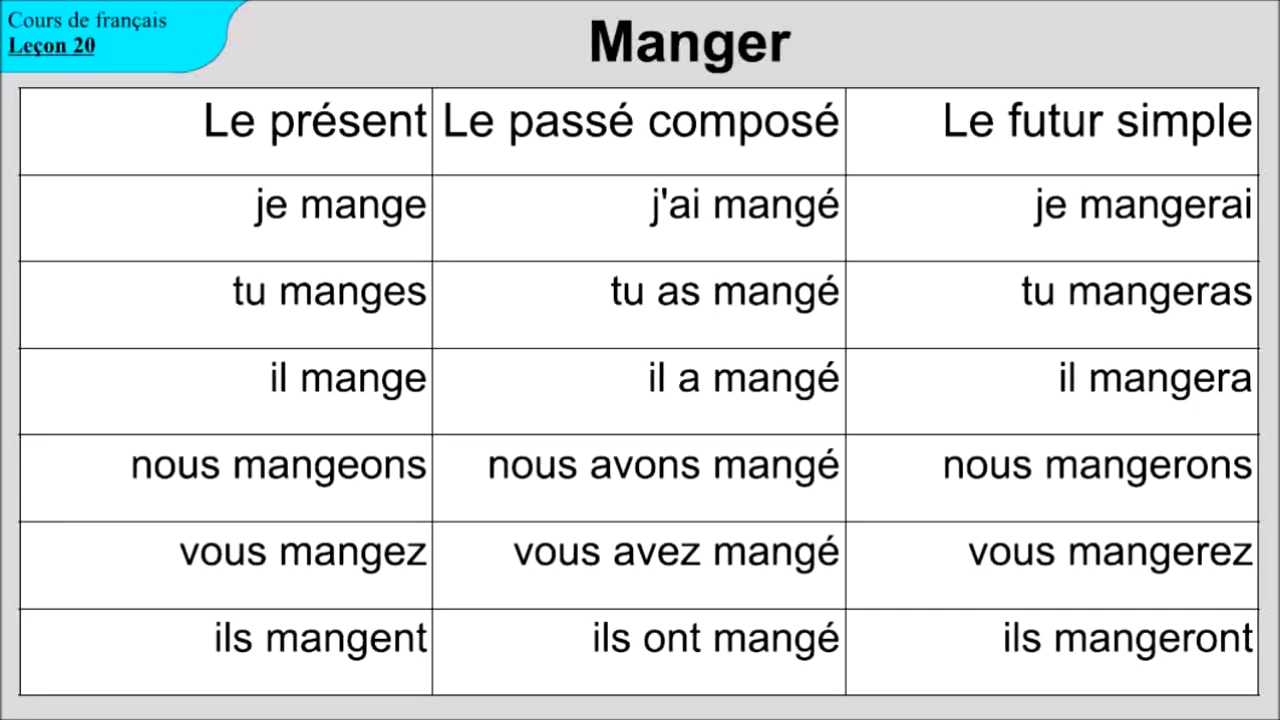 Cours de français
Leçon 20
Manger
Le présent Le passé composé Le futur simple
je mange j'ai mangé je mangerai
tu manges tu as mangé tu mangeras
il mange il a mangé il mangera
nous mangeons nous avons mangé nous mangerons
vous mangez vous avez mangé vous mangerez
ils mangent ils ont mangé ils mangeront